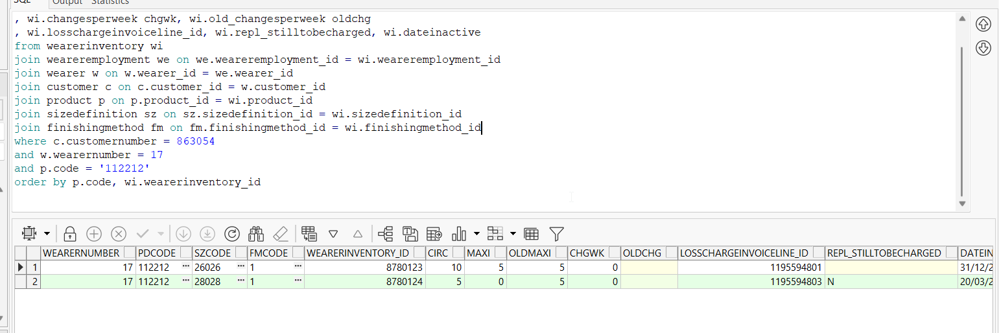 SQL Output Statistics
, wi.changesperweek chgwk, wi.old_changesperweek oldchg
, wi.losschargeinvoiceline_id, wi.repl_stilltobecharged, wi.dateinactive
from wearerinventory wi
join weareremployment we on we.weareremployment_id = wi.weareremployment_id
join wearer w on w.wearer_id = we.wearer_id
join customer c on c.customer_id = w.customer_id
join product p on p.product_id = wi.product_id
join sizedefinition sz on sz.sizedefinition_id = wi.sizedefinition_id
join finishingmethod fm on fm.finishingmethod_id = wi.finishingmethod_id
where c.customernumber = 863054
and w.wearernumber = 17
and p.code = '112212'
order by p.code, wi.wearerinventory_id
WEARERNUMBER PDCODE SZCODE FMCODE WEARERINVENTORY_ID CIRC MAXI OLDMAXI CHGWK OLDCHG LOSSCHARGEINVOICELINE_ID REPL_STILLTOBECHARGED DATEIN
1 17 112212 ... 26026 ... 1 ... 8780123 10 5 5 0 1195594801 31/12/2
2 17 112212 ... 28028 ... 1 ... 8780124 5 0 5 0 1195594803 N 20/03/2